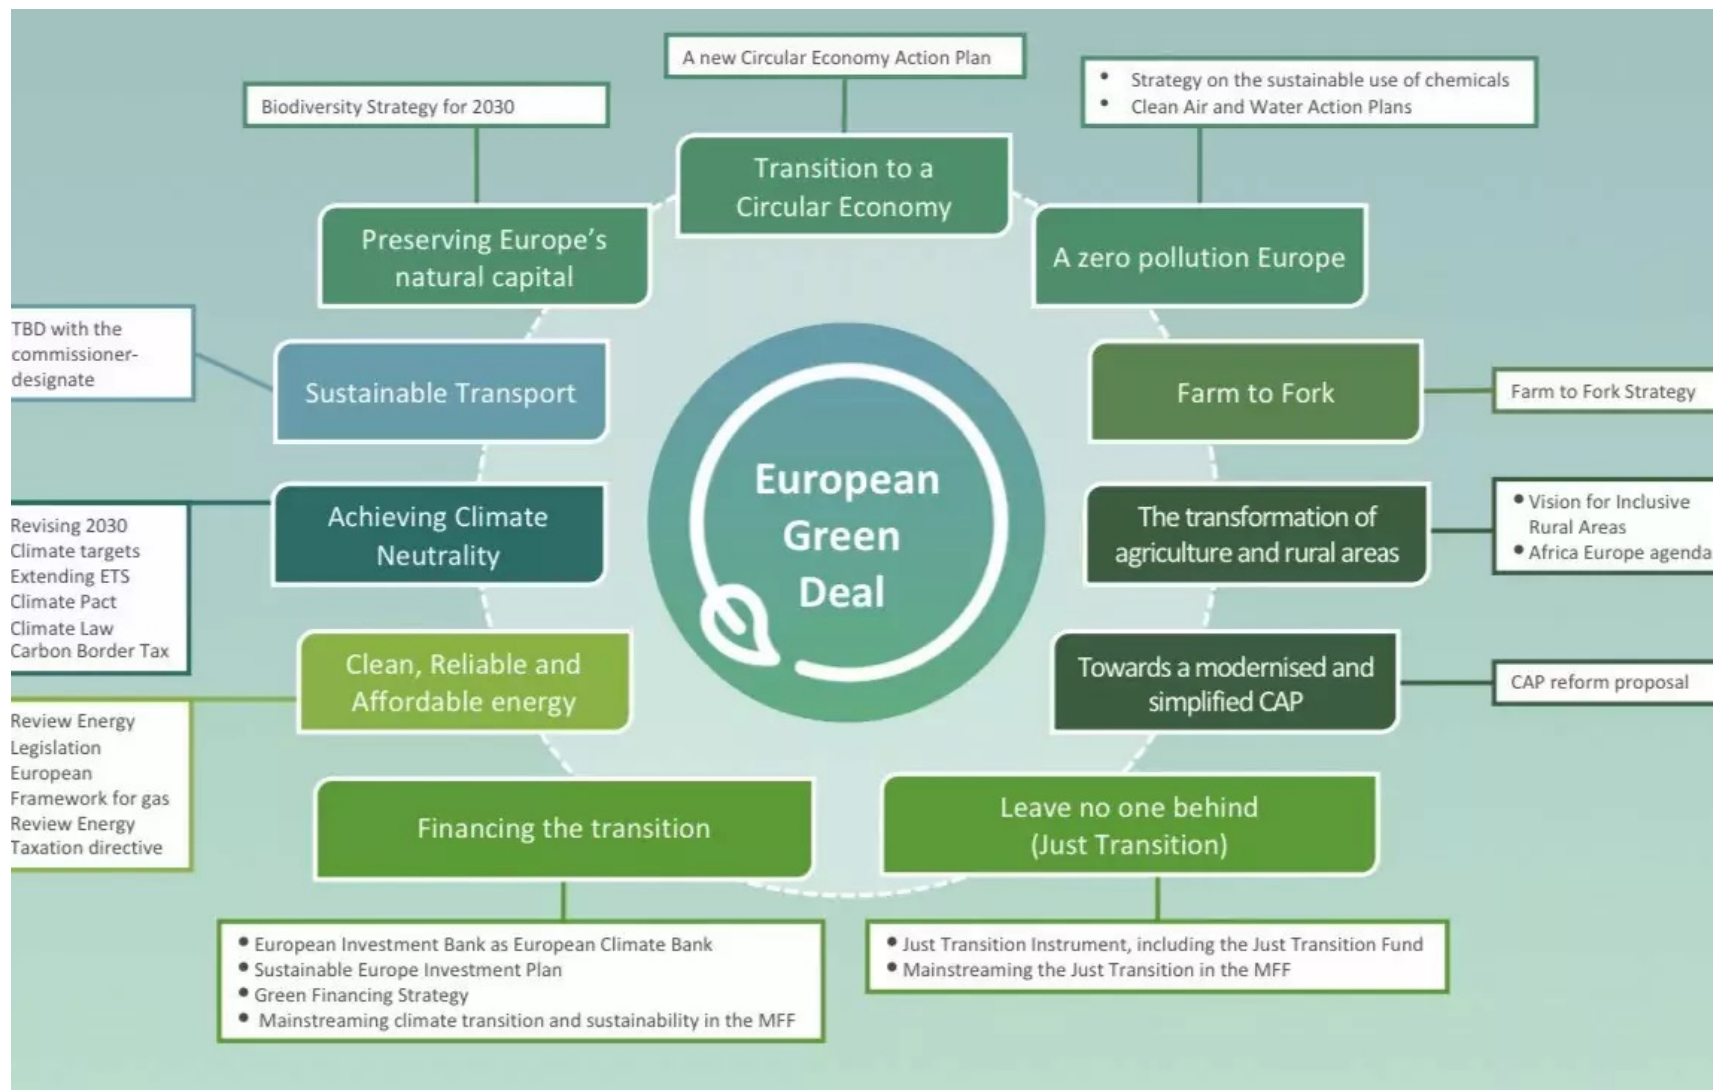 A new Circular Economy Action Plan
Biodiversity Strategy for 2030
• Strategy on the sustainable use of chemicals
• Clean Air and Water Action Plans
Transition to a
Circular Economy
Preserving Europe's
natural capital
A zero pollution Europe
TBD with the
commissioner-
designate
Sustainable Transport
Farm to Fork
Farm to Fork Strategy
European
Green
Deal
Achieving Climate
Neutrality
Revising 2030
Climate targets
Extending ETS
Climate Pact
Climate Law
Carbon Border Tax
The transformation of
agriculture and rural areas
• Vision for Inclusive
Rural Areas
• Africa Europe agenda
Clean, Reliable and
Affordable energy
Review Energy
Legislation
European
Framework for gas
Review Energy
Taxation directive
Towards a modernised and
simplified CAP
CAP reform proposal
Financing the transition
Leave no one behind
(Just Transition)
• European Investment Bank as European Climate Bank
• Sustainable Europe Investment Plan
• Green Financing Strategy
• Mainstreaming climate transition and sustainability in the MFF
• Just Transition Instrument, including the Just Transition Fund
• Mainstreaming the Just Transition in the MFF